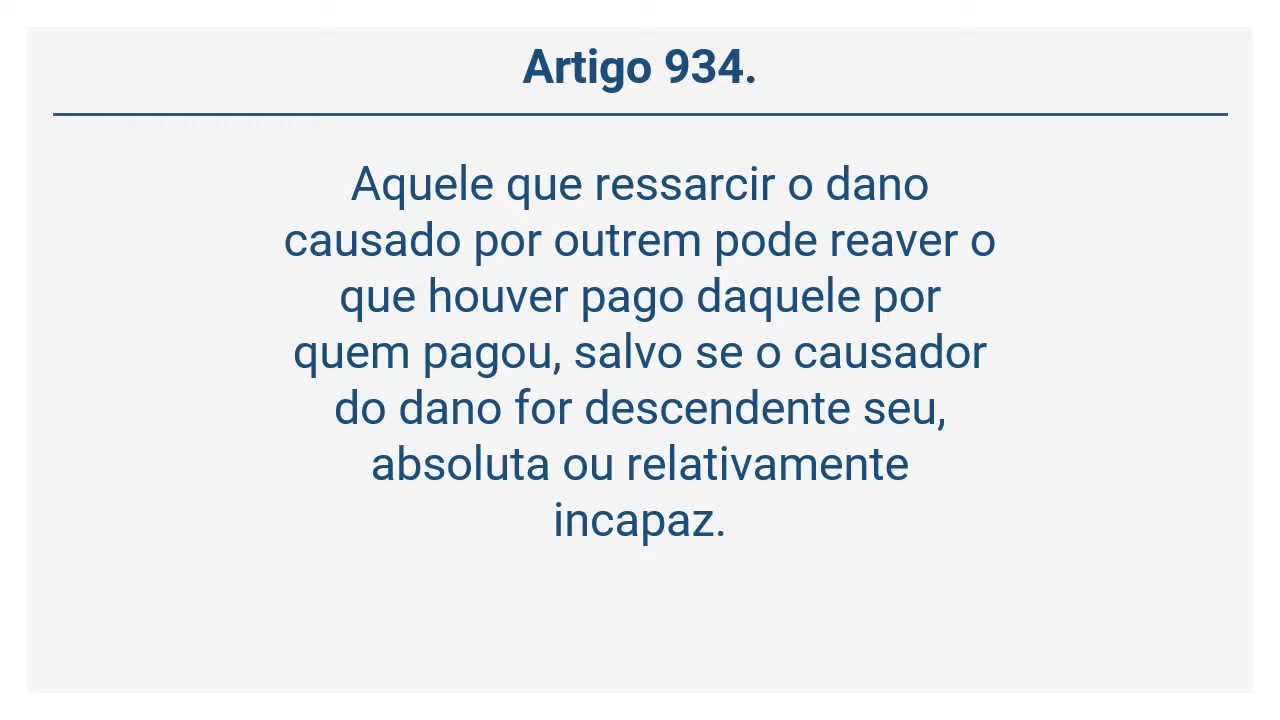 Artigo 934.
Aquele que ressarcir o dano
causado por outrem pode reaver o
que houver pago daquele por
quem pagou, salvo se o causador
do dano for descendente seu,
absoluta ou relativamente
incapaz.